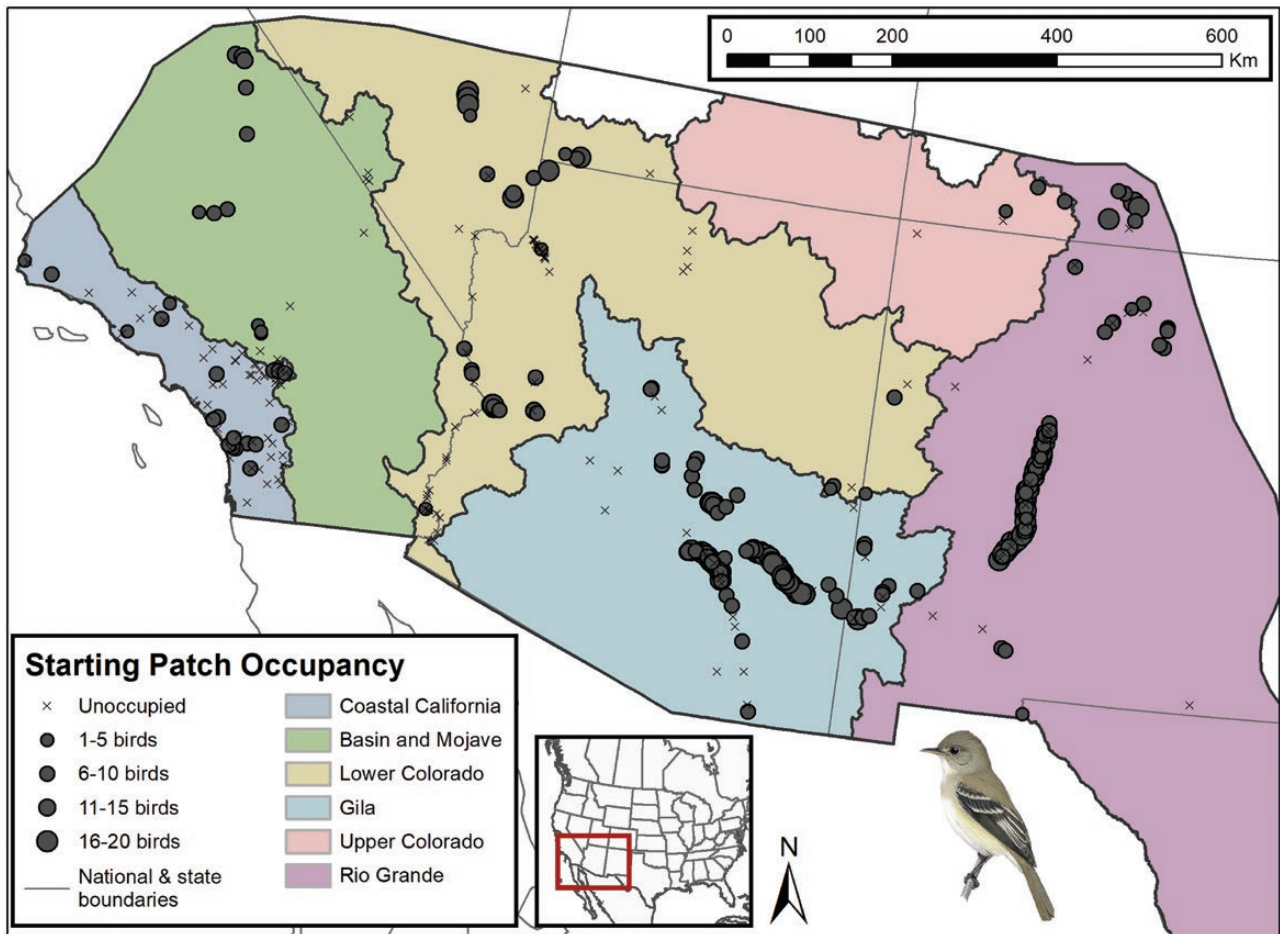 0 100 200 400 600
Km
Starting Patch Occupancy
Unoccupied
1-5 birds
6-10 birds
11-15 birds
16-20 birds
National & state
boundaries
Coastal California
Basin and Mojave
Lower Colorado
Gila
Upper Colorado
Rio Grande
N